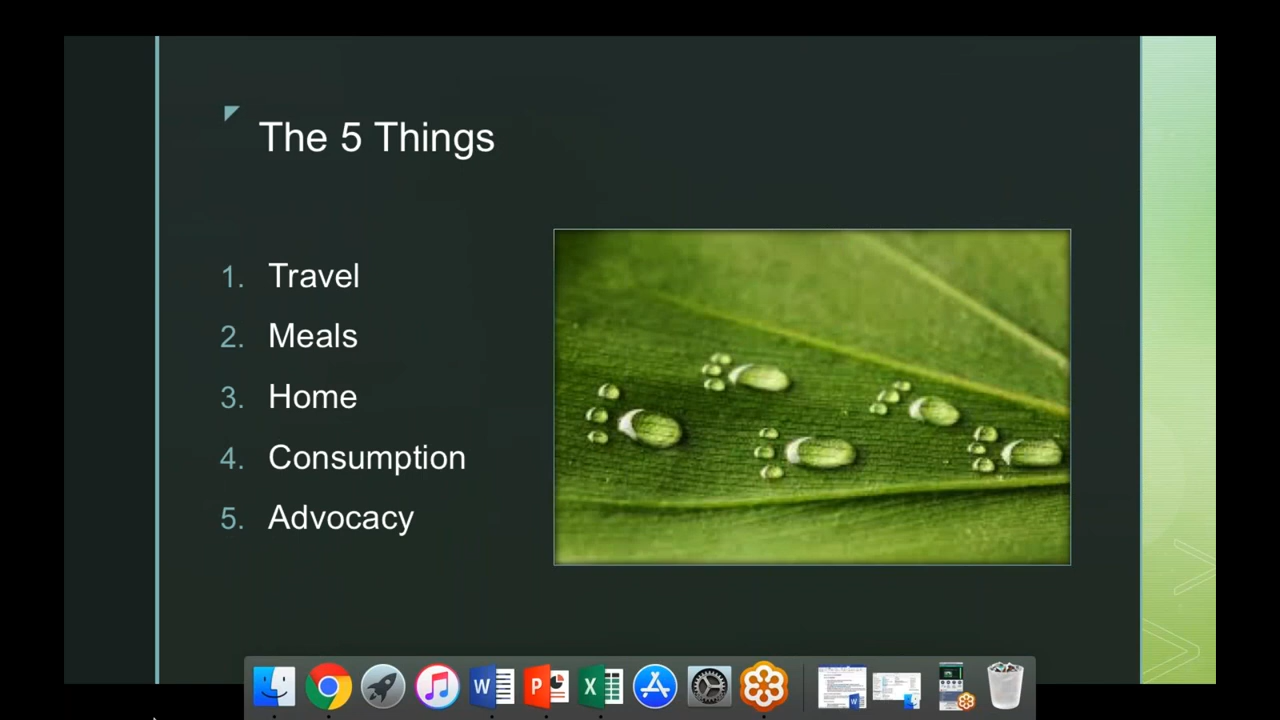 The 5 Things
1. Travel
2. Meals
3. Home
4. Consumption
5. Advocacy
W
P
X